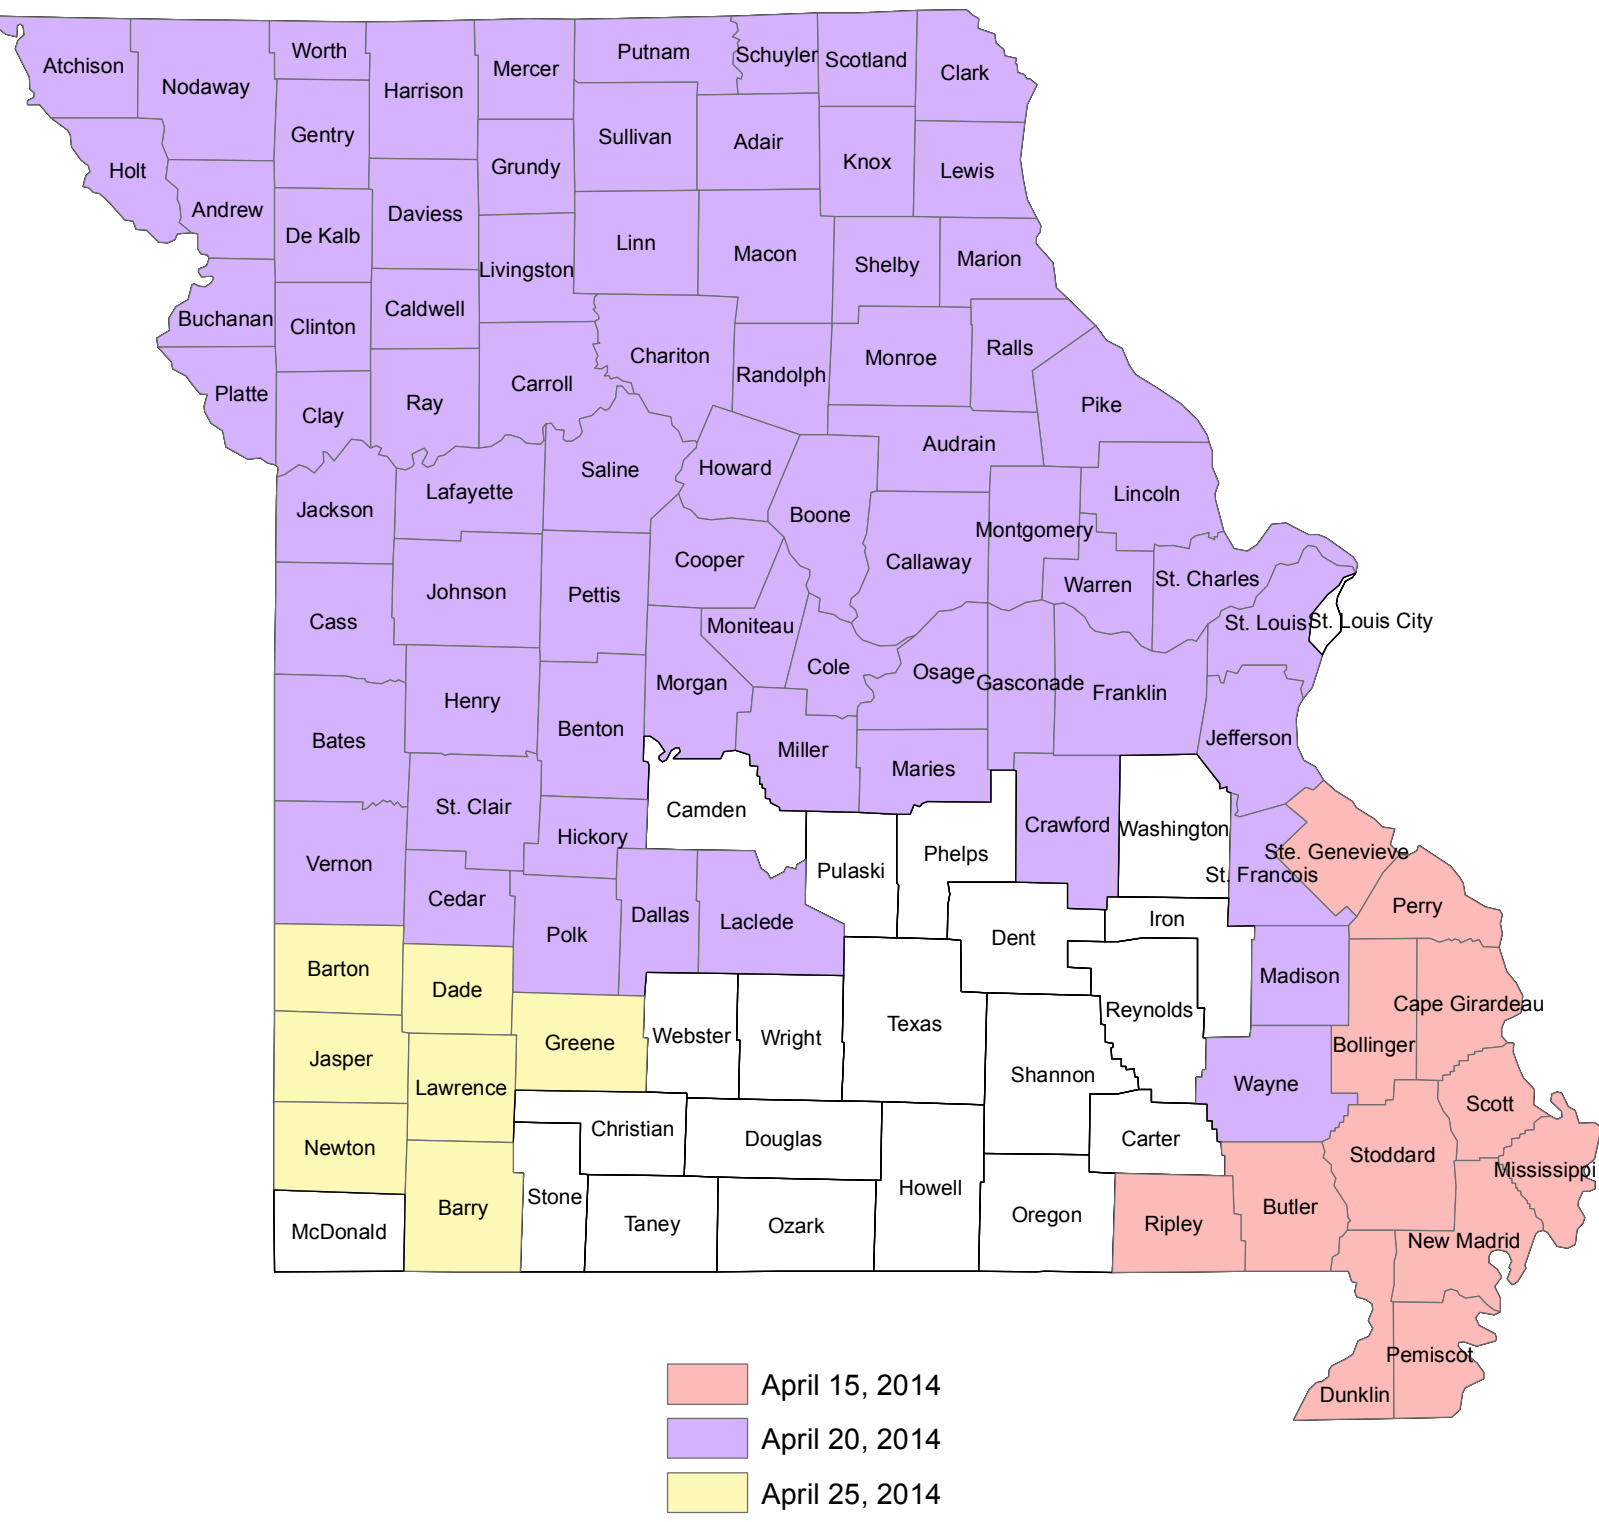 Atchison
Nodaway
Worth
Harrison
Mercer
Putnam
Schuyler
Scotland
Clark
Gentry
Sullivan
Adair
Knox
Lewis
Holt
Andrew
De Kalb
Daviess
Grundy
Livingston
Linn
Macon
Shelby
Marion
Buchanan
Clinton
Caldwell
Chariton
Randolph
Monroe
Ralls
Pike
Platte
Clay
Ray
Carroll
Audrain
Jackson
Lafayette
Saline
Howard
Boone
Callaway
Montgomery
Lincoln
Cass
Johnson
Pettis
Cooper
Moniteau
Cole
Warren
St. Charles
St. Louis
St. Louis City
Bates
Henry
Benton
Morgan
Miller
Osage
Gasconade
Franklin
Jefferson
Maries
Vernon
St. Clair
Hickory
Camden
Pulaski
Phelps
Crawford
Washington
Ste. Genevieve
St. Francois
Cedar
Polk
Dallas
Laclede
Dent
Iron
Perry
Barton
Dade
Greene
Webster
Wright
Texas
Reynolds
Madison
Cape Girardeau
Bollinger
Jasper
Lawrence
Shannon
Wayne
Scott
Newton
Christian
Douglas
Carter
Stoddard
Mississippi
McDonald
Barry
Stone
Taney
Ozark
Howell
Oregon
Ripley
Butler
New Madrid
Pemiscot
Dunklin
April 15, 2014
April 20, 2014
April 25, 2014